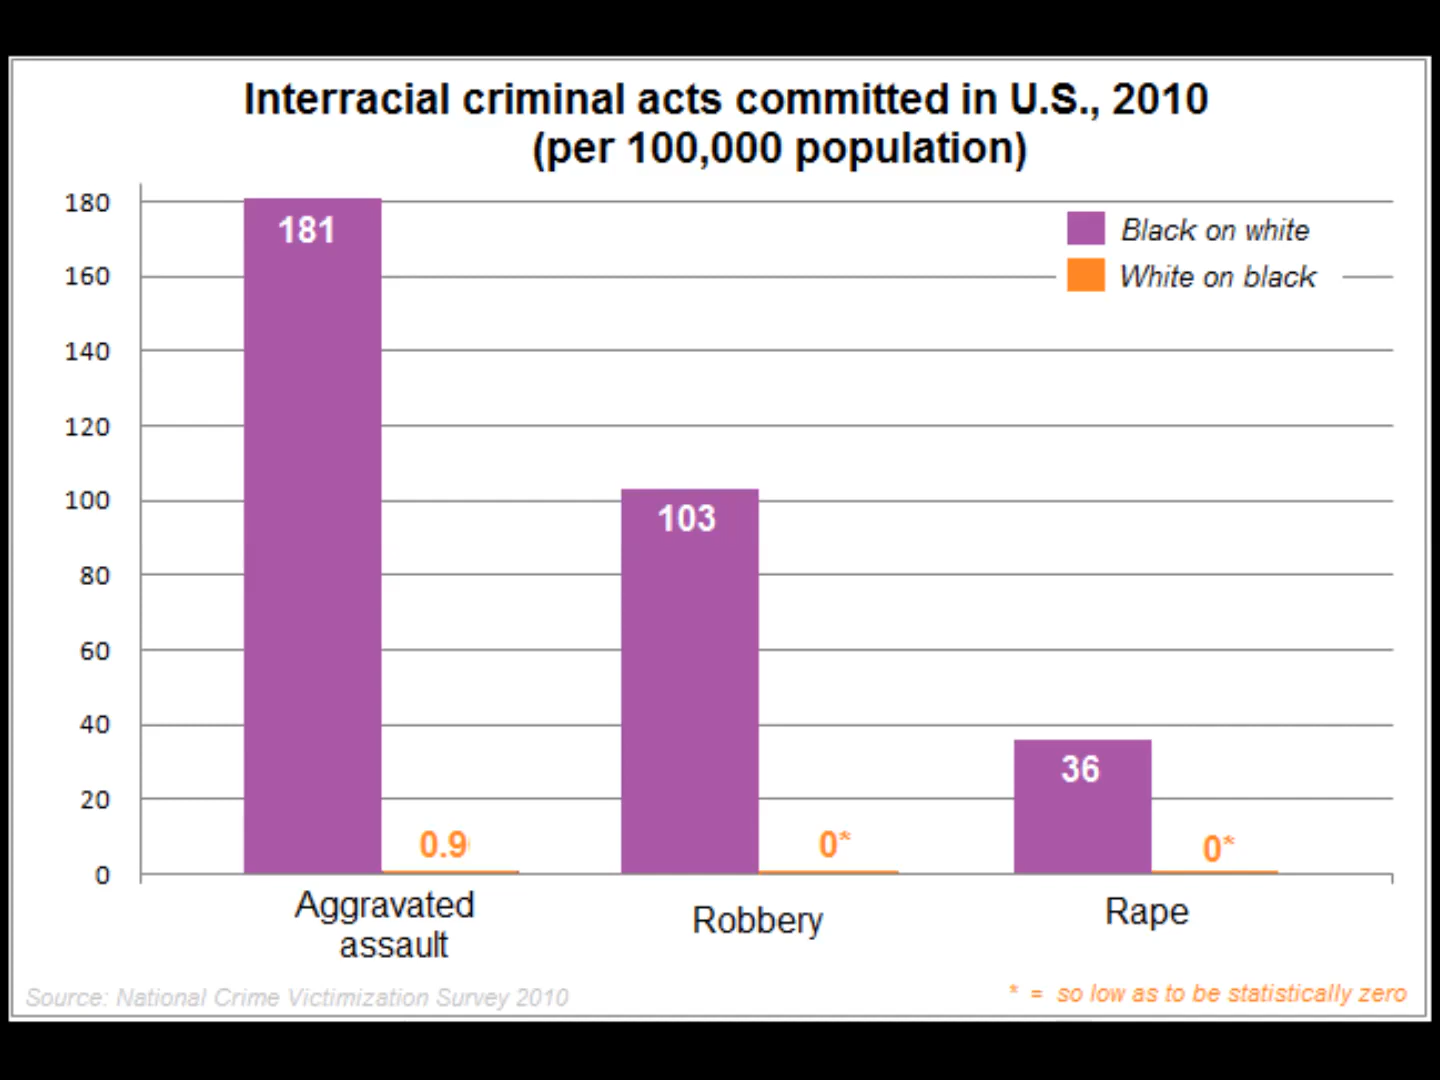 Interracial criminal acts committed in U.S., 2010
(per 100,000 population)
180
160
140
120
100
80
60
40
20
0
Black on white
White on black
181
0.9
103
0*
36
0*
Aggravated
assault
Robbery
Rape
Source: National Crime Victimization Survey 2010
* = so low as to be statistically zero